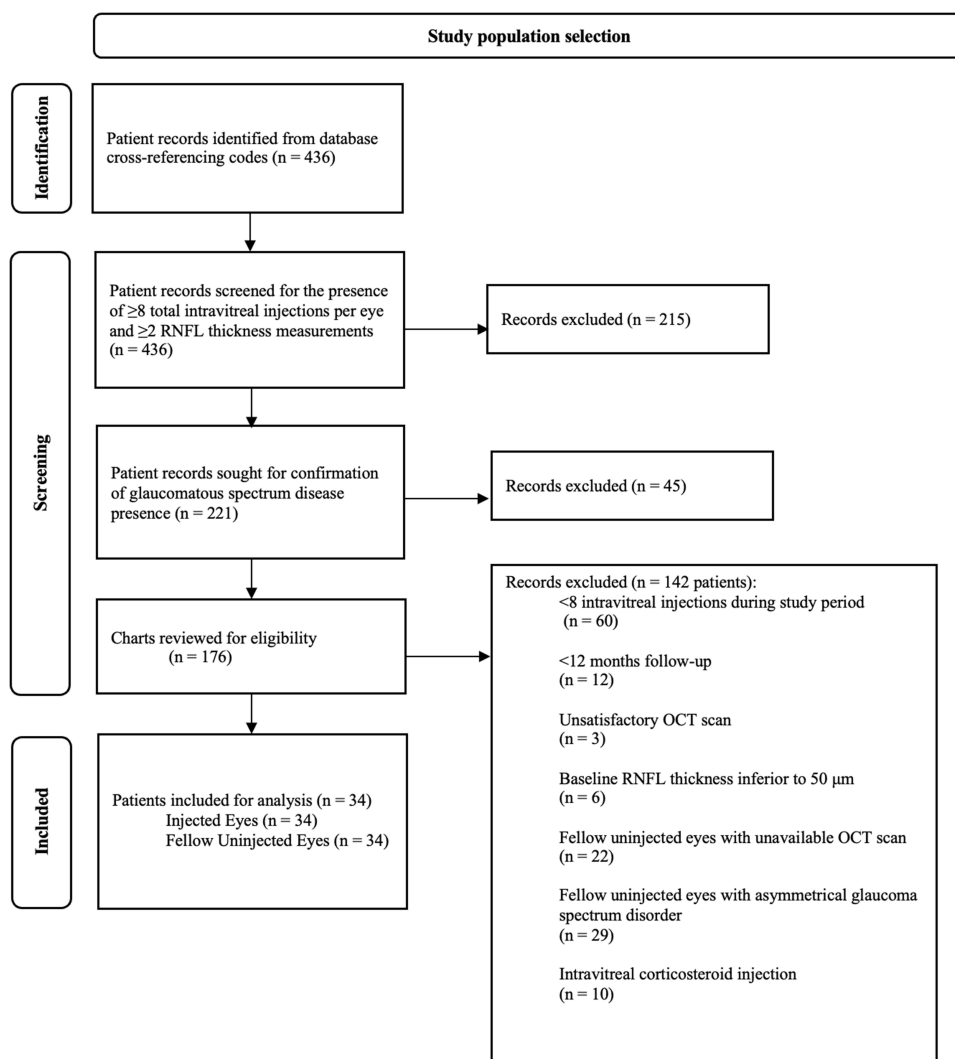 Study population selection
Identification
Patient records identified from database
cross-referencing codes (n = 436)
Screening
Patient records screened for the presence
of ≥8 total intravitreal injections per eye
and ≥2 RNFL thickness measurements
(n = 436)
Records excluded (n = 215)
Patient records sought for confirmation
of glaucomatous spectrum disease
presence (n = 221)
Records excluded (n = 45)
Charts reviewed for eligibility
(n = 176)
Records excluded (n = 142 patients):
<8 intravitreal injections during study period
(n = 60)
<12 months follow-up
(n = 12)
Unsatisfactory OCT scan
(n = 3)
Baseline RNFL thickness inferior to 50 µm
(n = 6)
Fellow uninjected eyes with unavailable OCT scan
(n = 22)
Fellow uninjected eyes with asymmetrical glaucoma
spectrum disorder
(n = 29)
Intravitreal corticosteroid injection
(n = 10)
Included
Patients included for analysis (n = 34)
Injected Eyes (n = 34)
Fellow Uninjected Eyes (n = 34)